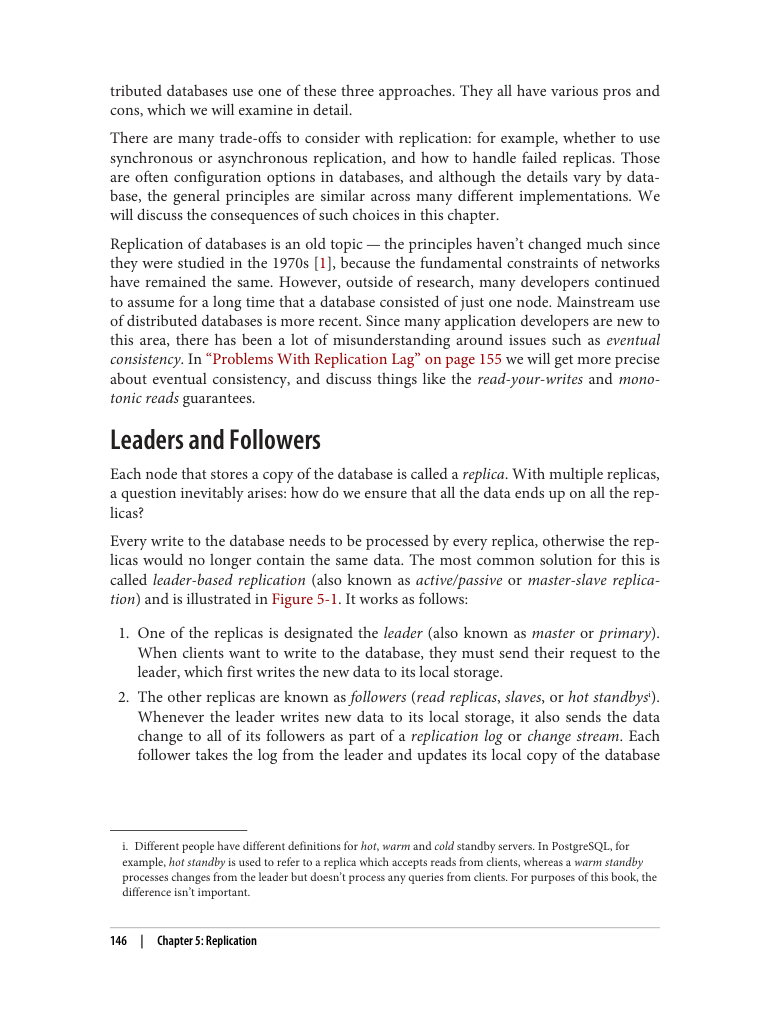 tributed databases use one of these three approaches. They all have various pros and
cons, which we will examine in detail.
There are many trade-offs to consider with replication: for example, whether to use
synchronous or asynchronous replication, and how to handle failed replicas. Those
are often configuration options in databases, and although the details vary by data-
base, the general principles are similar across many different implementations. We
will discuss the consequences of such choices in this chapter.
Replication of databases is an old topic — the principles haven’t changed much since
they were studied in the 1970s [1], because the fundamental constraints of networks
have remained the same. However, outside of research, many developers continued
to assume for a long time that a database consisted of just one node. Mainstream use
of distributed databases is more recent. Since many application developers are new to
this area, there has been a lot of misunderstanding around issues such as eventual
consistency. In “Problems With Replication Lag” on page 155 we will get more precise
about eventual consistency, and discuss things like the read-your-writes and mono-
tonic reads guarantees.
Leaders and Followers
Each node that stores a copy of the database is called a replica. With multiple replicas,
a question inevitably arises: how do we ensure that all the data ends up on all the rep-
licas?
Every write to the database needs to be processed by every replica, otherwise the rep-
licas would no longer contain the same data. The most common solution for this is
called leader-based replication (also known as active/passive or master-slave replica-
tion) and is illustrated in Figure 5-1. It works as follows:
1. One of the replicas is designated the leader (also known as master or primary).
When clients want to write to the database, they must send their request to the
leader, which first writes the new data to its local storage.
2. The other replicas are known as followers (read replicas, slaves, or hot standbysⁱ).
Whenever the leader writes new data to its local storage, it also sends the data
change to all of its followers as part of a replication log or change stream. Each
follower takes the log from the leader and updates its local copy of the database
i. Different people have different definitions for hot, warm and cold standby servers. In PostgreSQL, for
example, hot standby is used to refer to a replica which accepts reads from clients, whereas a warm standby
processes changes from the leader but doesn’t process any queries from clients. For purposes of this book, the
difference isn’t important.
146 | Chapter 5: Replication